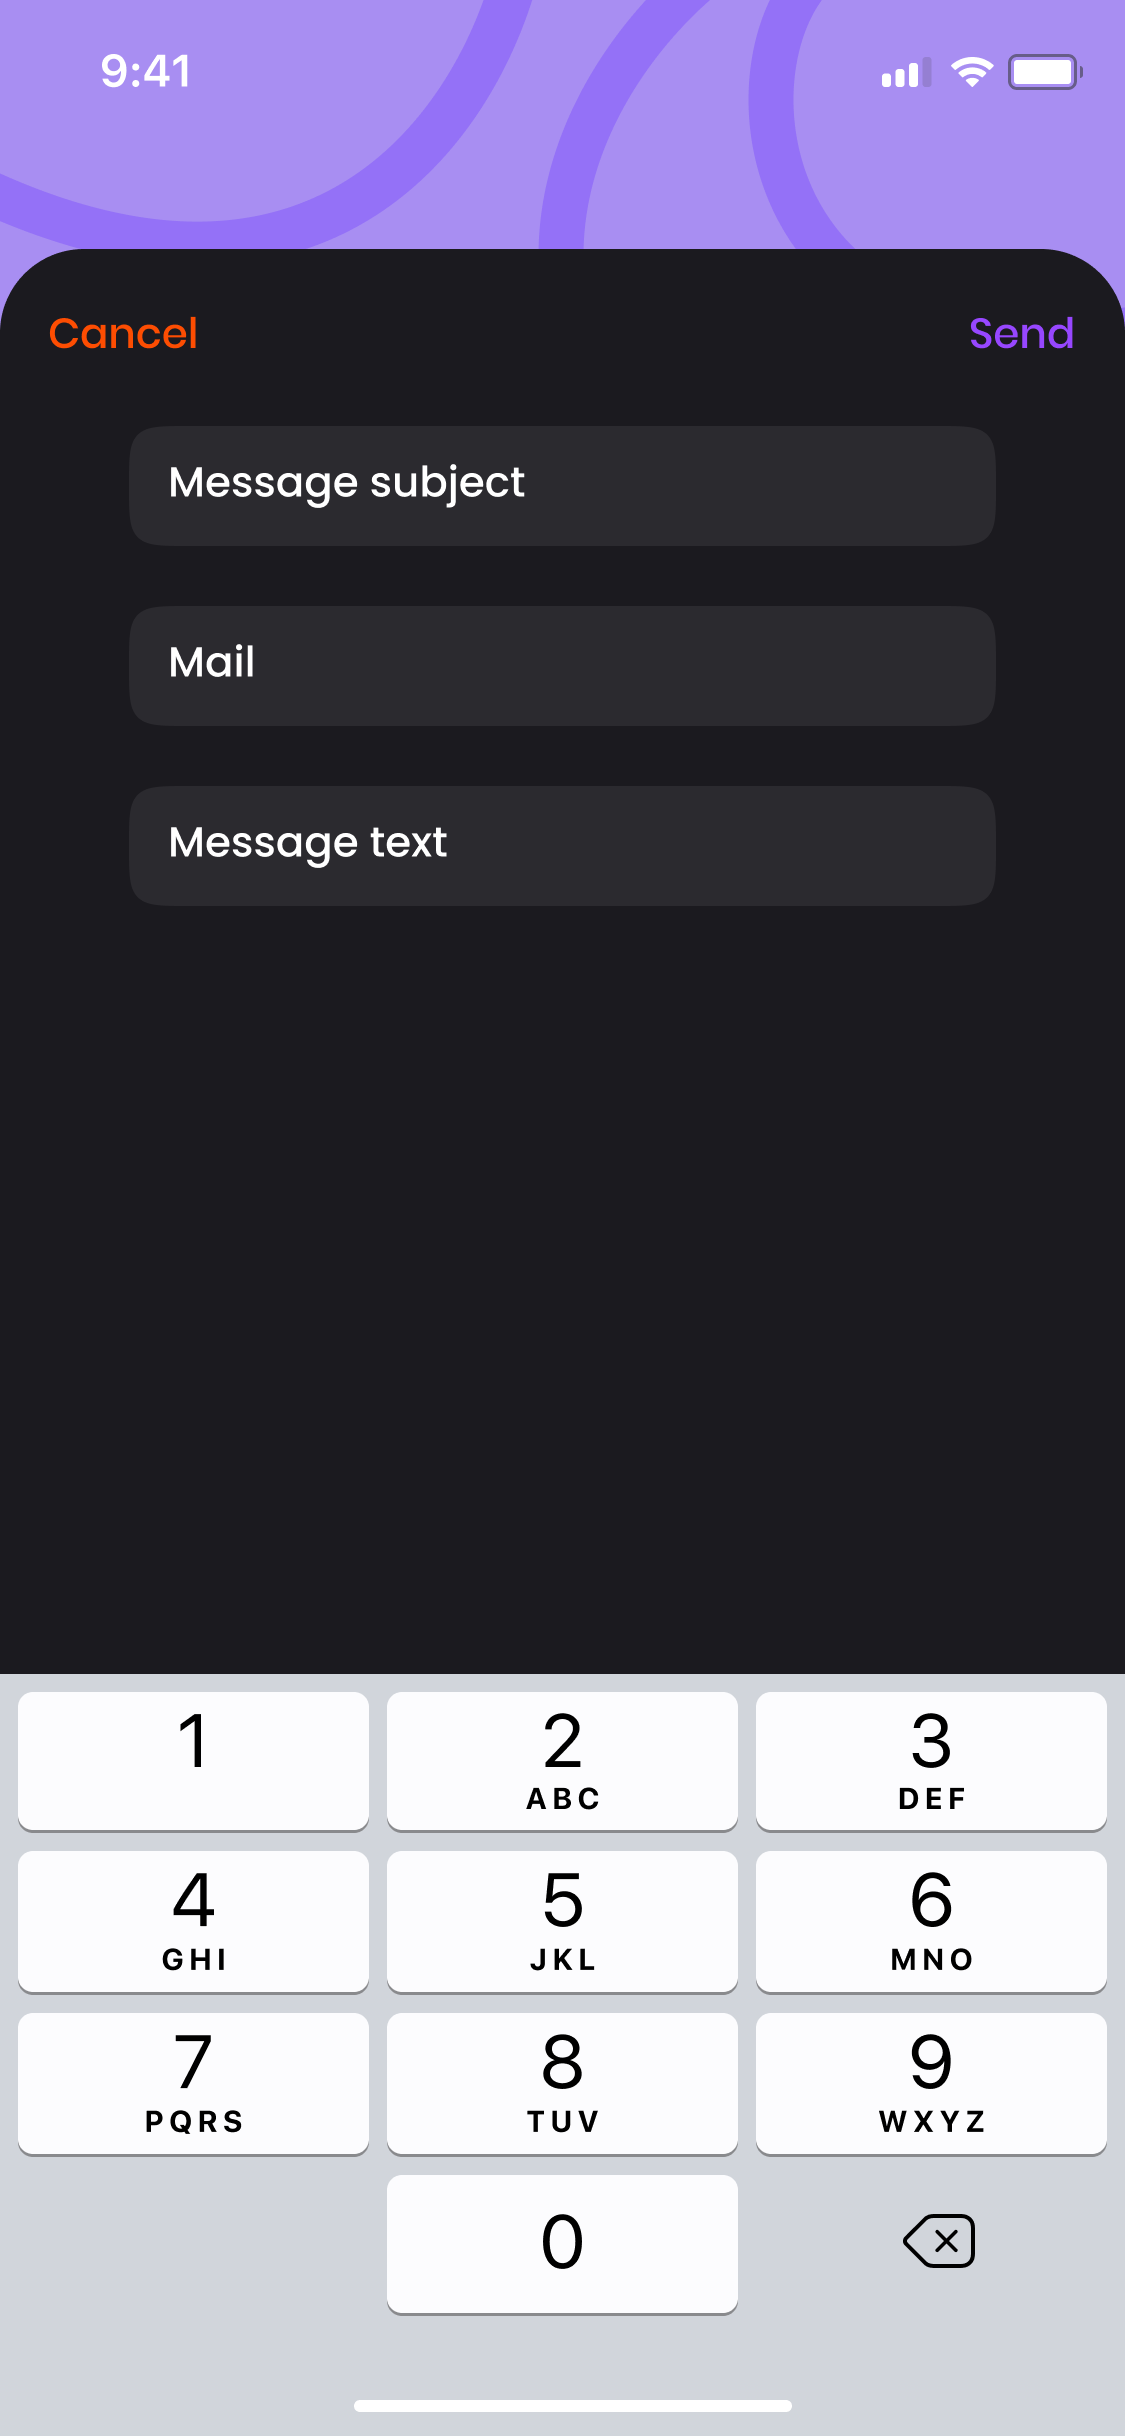 9:41
Cancel Send
Message subject
Mail
Message text
1 2 3
ABC DEF
4 5 6
GHI JKL MNO
7 8 9
PQRS TUV WXYZ
0